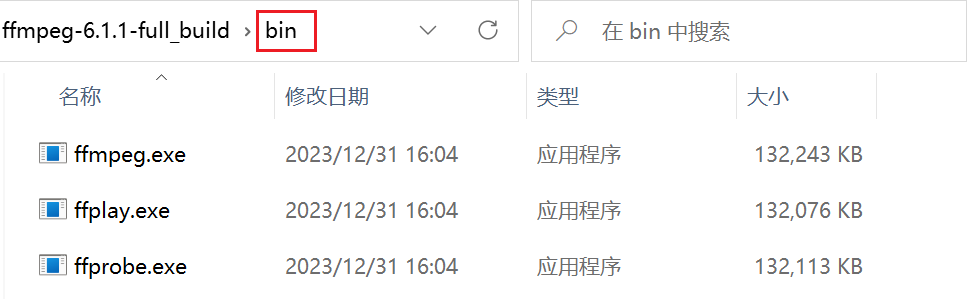 ffmpeg-6.1.1-full_build › bin 在 bin 中搜索
名称 修改日期 类型 大小
ffmpeg.exe 2023/12/31 16:04 应用程序 132,243 KB
ffplay.exe 2023/12/31 16:04 应用程序 132,076 KB
ffprobe.exe 2023/12/31 16:04 应用程序 132,113 KB